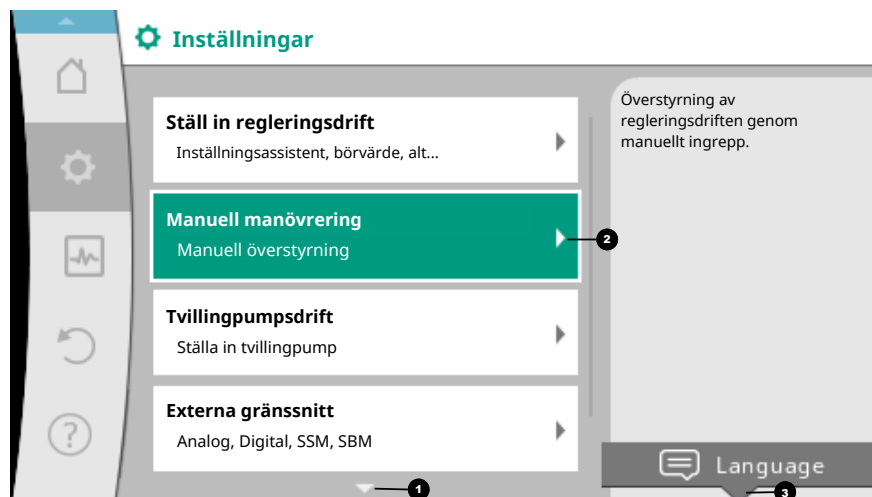 Inställningar
Ställ in regleringsdrift
Inställningsassistent, börvärde, alt...
Manuell manövrering
Manuell överstyrning
2
Tvillingpumpsdrift
Ställa in tvillingpump
Externa gränssnitt
Analog, Digital, SSM, SBM
1
?
Överstyrning av
regleringsdriften genom
manuellt ingrepp.
Language
3